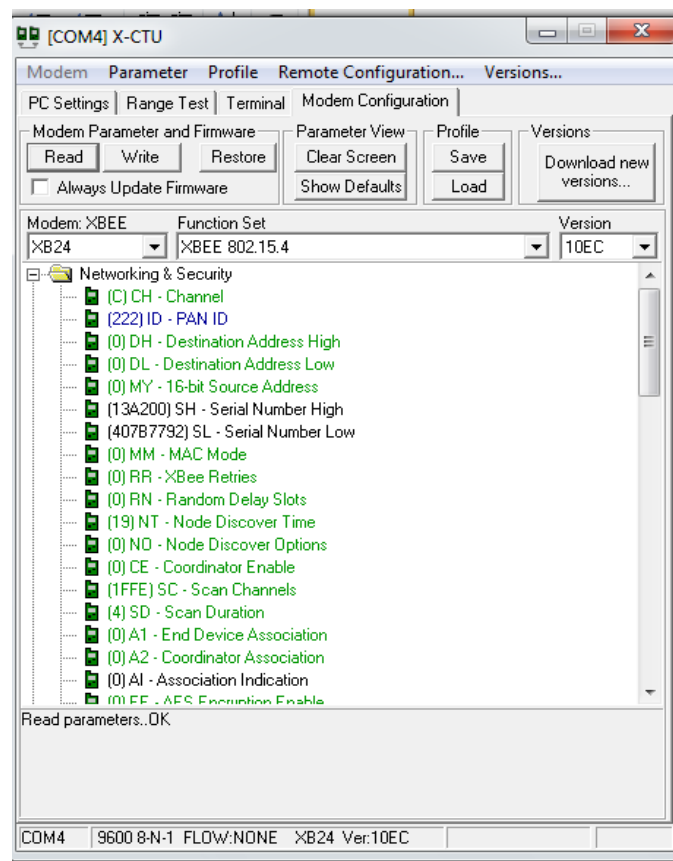 [COM4] X-CTU
Modem Parameter Profile Remote Configuration... Versions...
PC Settings Range Test Terminal Modem Configuration
Modem Parameter and Firmware Parameter View Profile Versions
Read Write Restore Clear Screen Save Download new versions...
Always Update Firmware Show Defaults Load
Modem: XBEE Function Set Version
XB24 XBEE 802.15.4 10EC
Networking & Security
(C) CH - Channel
(222) ID - PAN ID
(0) DH - Destination Address High
(0) DL - Destination Address Low
(0) MY - 16-bit Source Address
(13A200) SH - Serial Number High
(407B7792) SL - Serial Number Low
(0) MM - MAC Mode
(0) RR - XBee Retries
(0) RN - Random Delay Slots
(19) NT - Node Discover Time
(0) NO - Node Discover Options
(0) CE - Coordinator Enable
(1FFE) SC - Scan Channels
(4) SD - Scan Duration
(0) A1 - End Device Association
(0) A2 - Coordinator Association
(0) AI - Association Indication
(0) EE - AES Encryption Enable
Read parameters..OK
COM4 9600 8-N-1 FLOW:NONE XB24 Ver:10EC